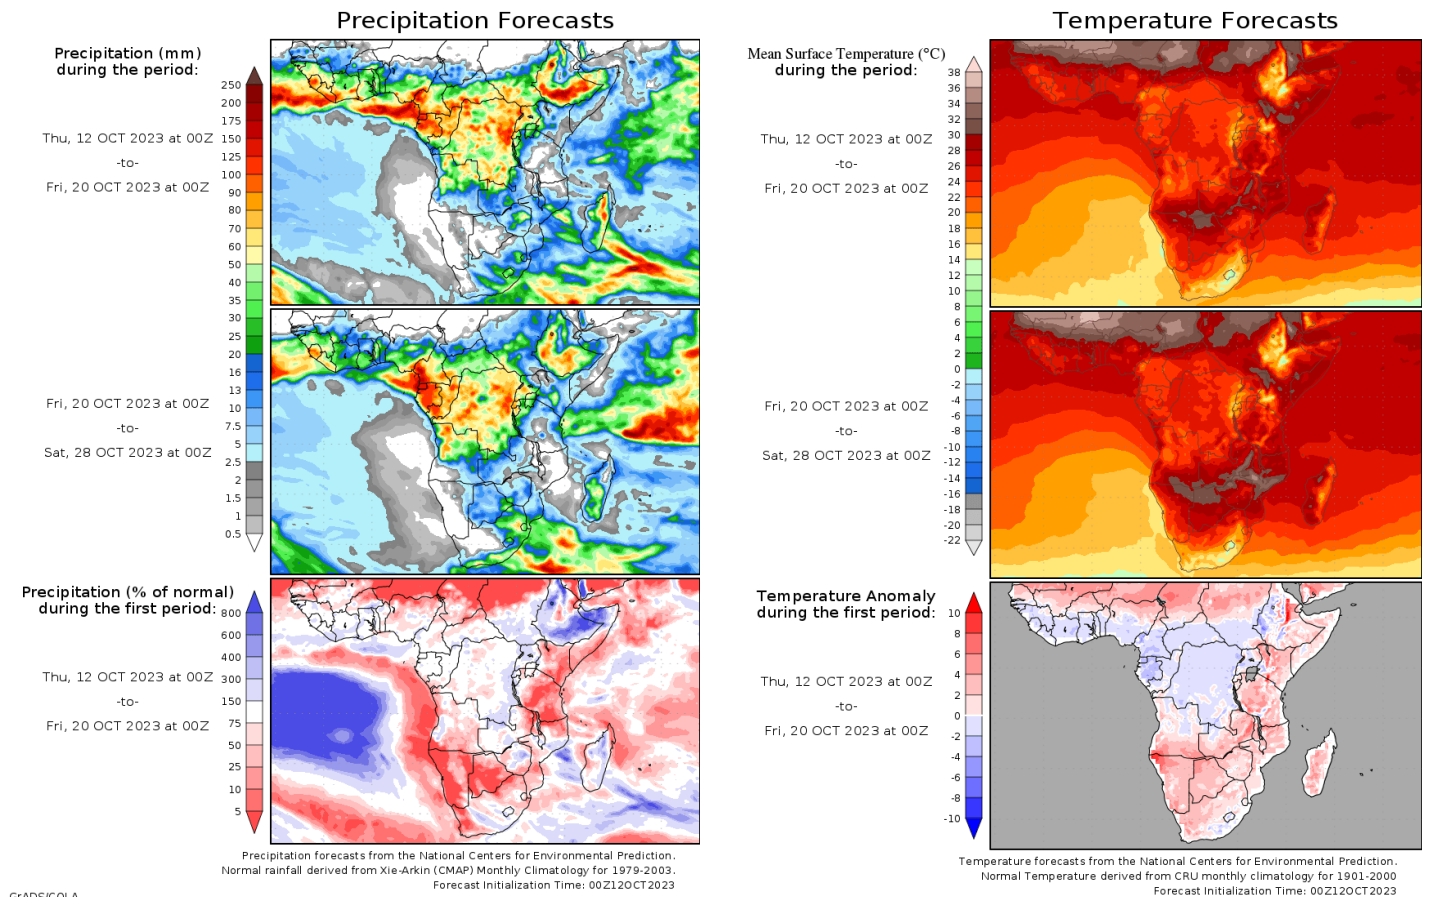 Precipitation Forecasts
Precipitation (mm)
during the period:
250
200
175
150
125
100
90
80
70
60
50
40
35
30
25
20
16
13
10
7.5
5
2.5
2
1.5
1
0.5
Thu, 12 OCT 2023 at 00Z
-to-
Fri, 20 OCT 2023 at 00Z
Fri, 20 OCT 2023 at 00Z
-to-
Sat, 28 OCT 2023 at 00Z
Precipitation (% of normal)
during the first period:
800
600
400
300
150
75
50
25
10
5
Thu, 12 OCT 2023 at 00Z
-to-
Fri, 20 OCT 2023 at 00Z
Precipitation forecasts from the National Centers for Environmental Prediction.
Normal rainfall derived from Xie-Arkin (CMAP) Monthly Climatology for 1979-2003.
Forecast Initialization Time: 00Z12OCT2023
Temperature Forecasts
Mean Surface Temperature (°C)
during the period:
38
36
34
32
30
28
26
24
22
20
18
16
14
12
10
8
6
4
2
0
-2
-4
-6
-8
-10
-12
-14
-16
-18
-20
-22
Thu, 12 OCT 2023 at 00Z
-to-
Fri, 20 OCT 2023 at 00Z
Fri, 20 OCT 2023 at 00Z
-to-
Sat, 28 OCT 2023 at 00Z
Temperature Anomaly
during the first period:
10
8
6
4
2
0
-2
-4
-6
-8
-10
Thu, 12 OCT 2023 at 00Z
-to-
Fri, 20 OCT 2023 at 00Z
Temperature forecasts from the National Centers for Environmental Prediction.
Normal Temperature derived from CRU monthly climatology for 1901-2000
Forecast Initialization Time: 00Z12OCT2023
GrADS/COLA